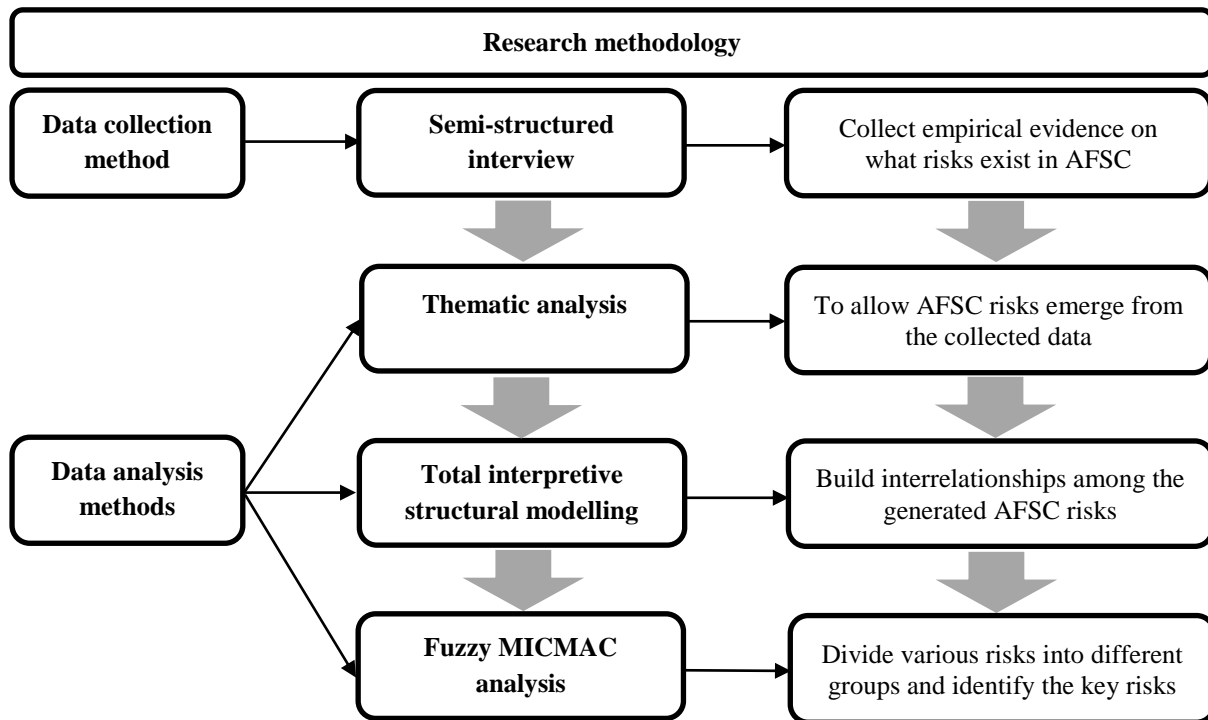 Research methodology
Data collection
method
Semi-structured
interview
Collect empirical evidence on
what risks exist in AFSC
Thematic analysis
To allow AFSC risks emerge from
the collected data
Data analysis
methods
Total interpretive
structural modelling
Build interrelationships among the
generated AFSC risks
Fuzzy MICMAC
analysis
Divide various risks into different
groups and identify the key risks